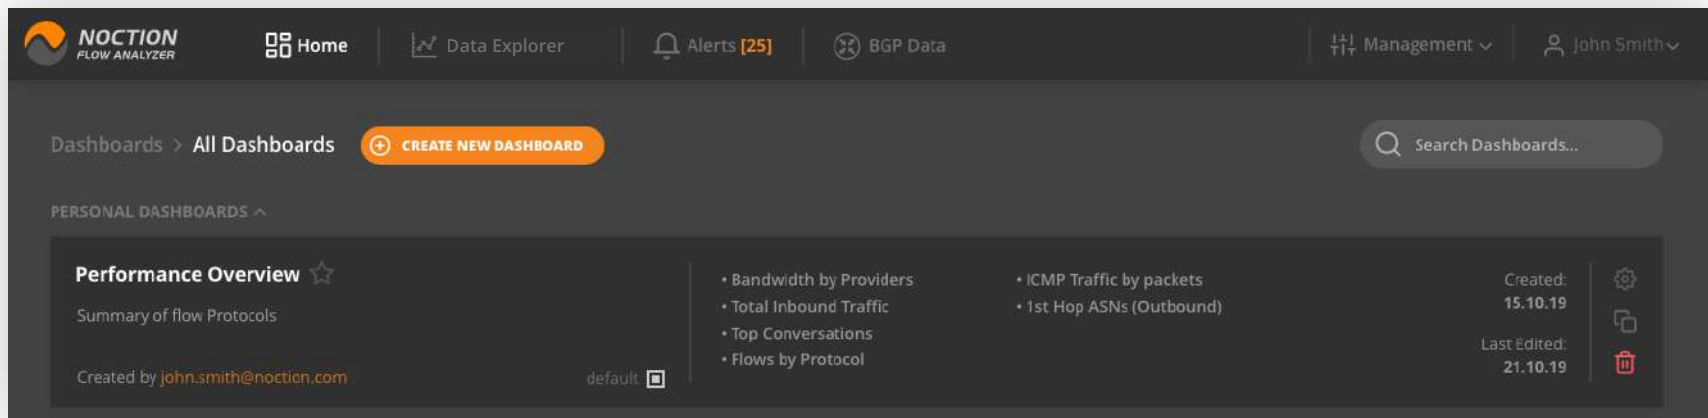 NOCTION
FLOW ANALYZER
Home
Data Explorer
Alerts [25]
BGP Data
Management
John Smith
Dashboards > All Dashboards
CREATE NEW DASHBOARD
Search Dashboards...
PERSONAL DASHBOARDS
Performance Overview
Summary of flow Protocols
Created by john.smith@noction.com
default
• Bandwidth by Providers
• Total Inbound Traffic
• Top Conversations
• Flows by Protocol
• ICMP Traffic by packets
• 1st Hop ASNs (Outbound)
Created:
15.10.19
Last Edited:
21.10.19